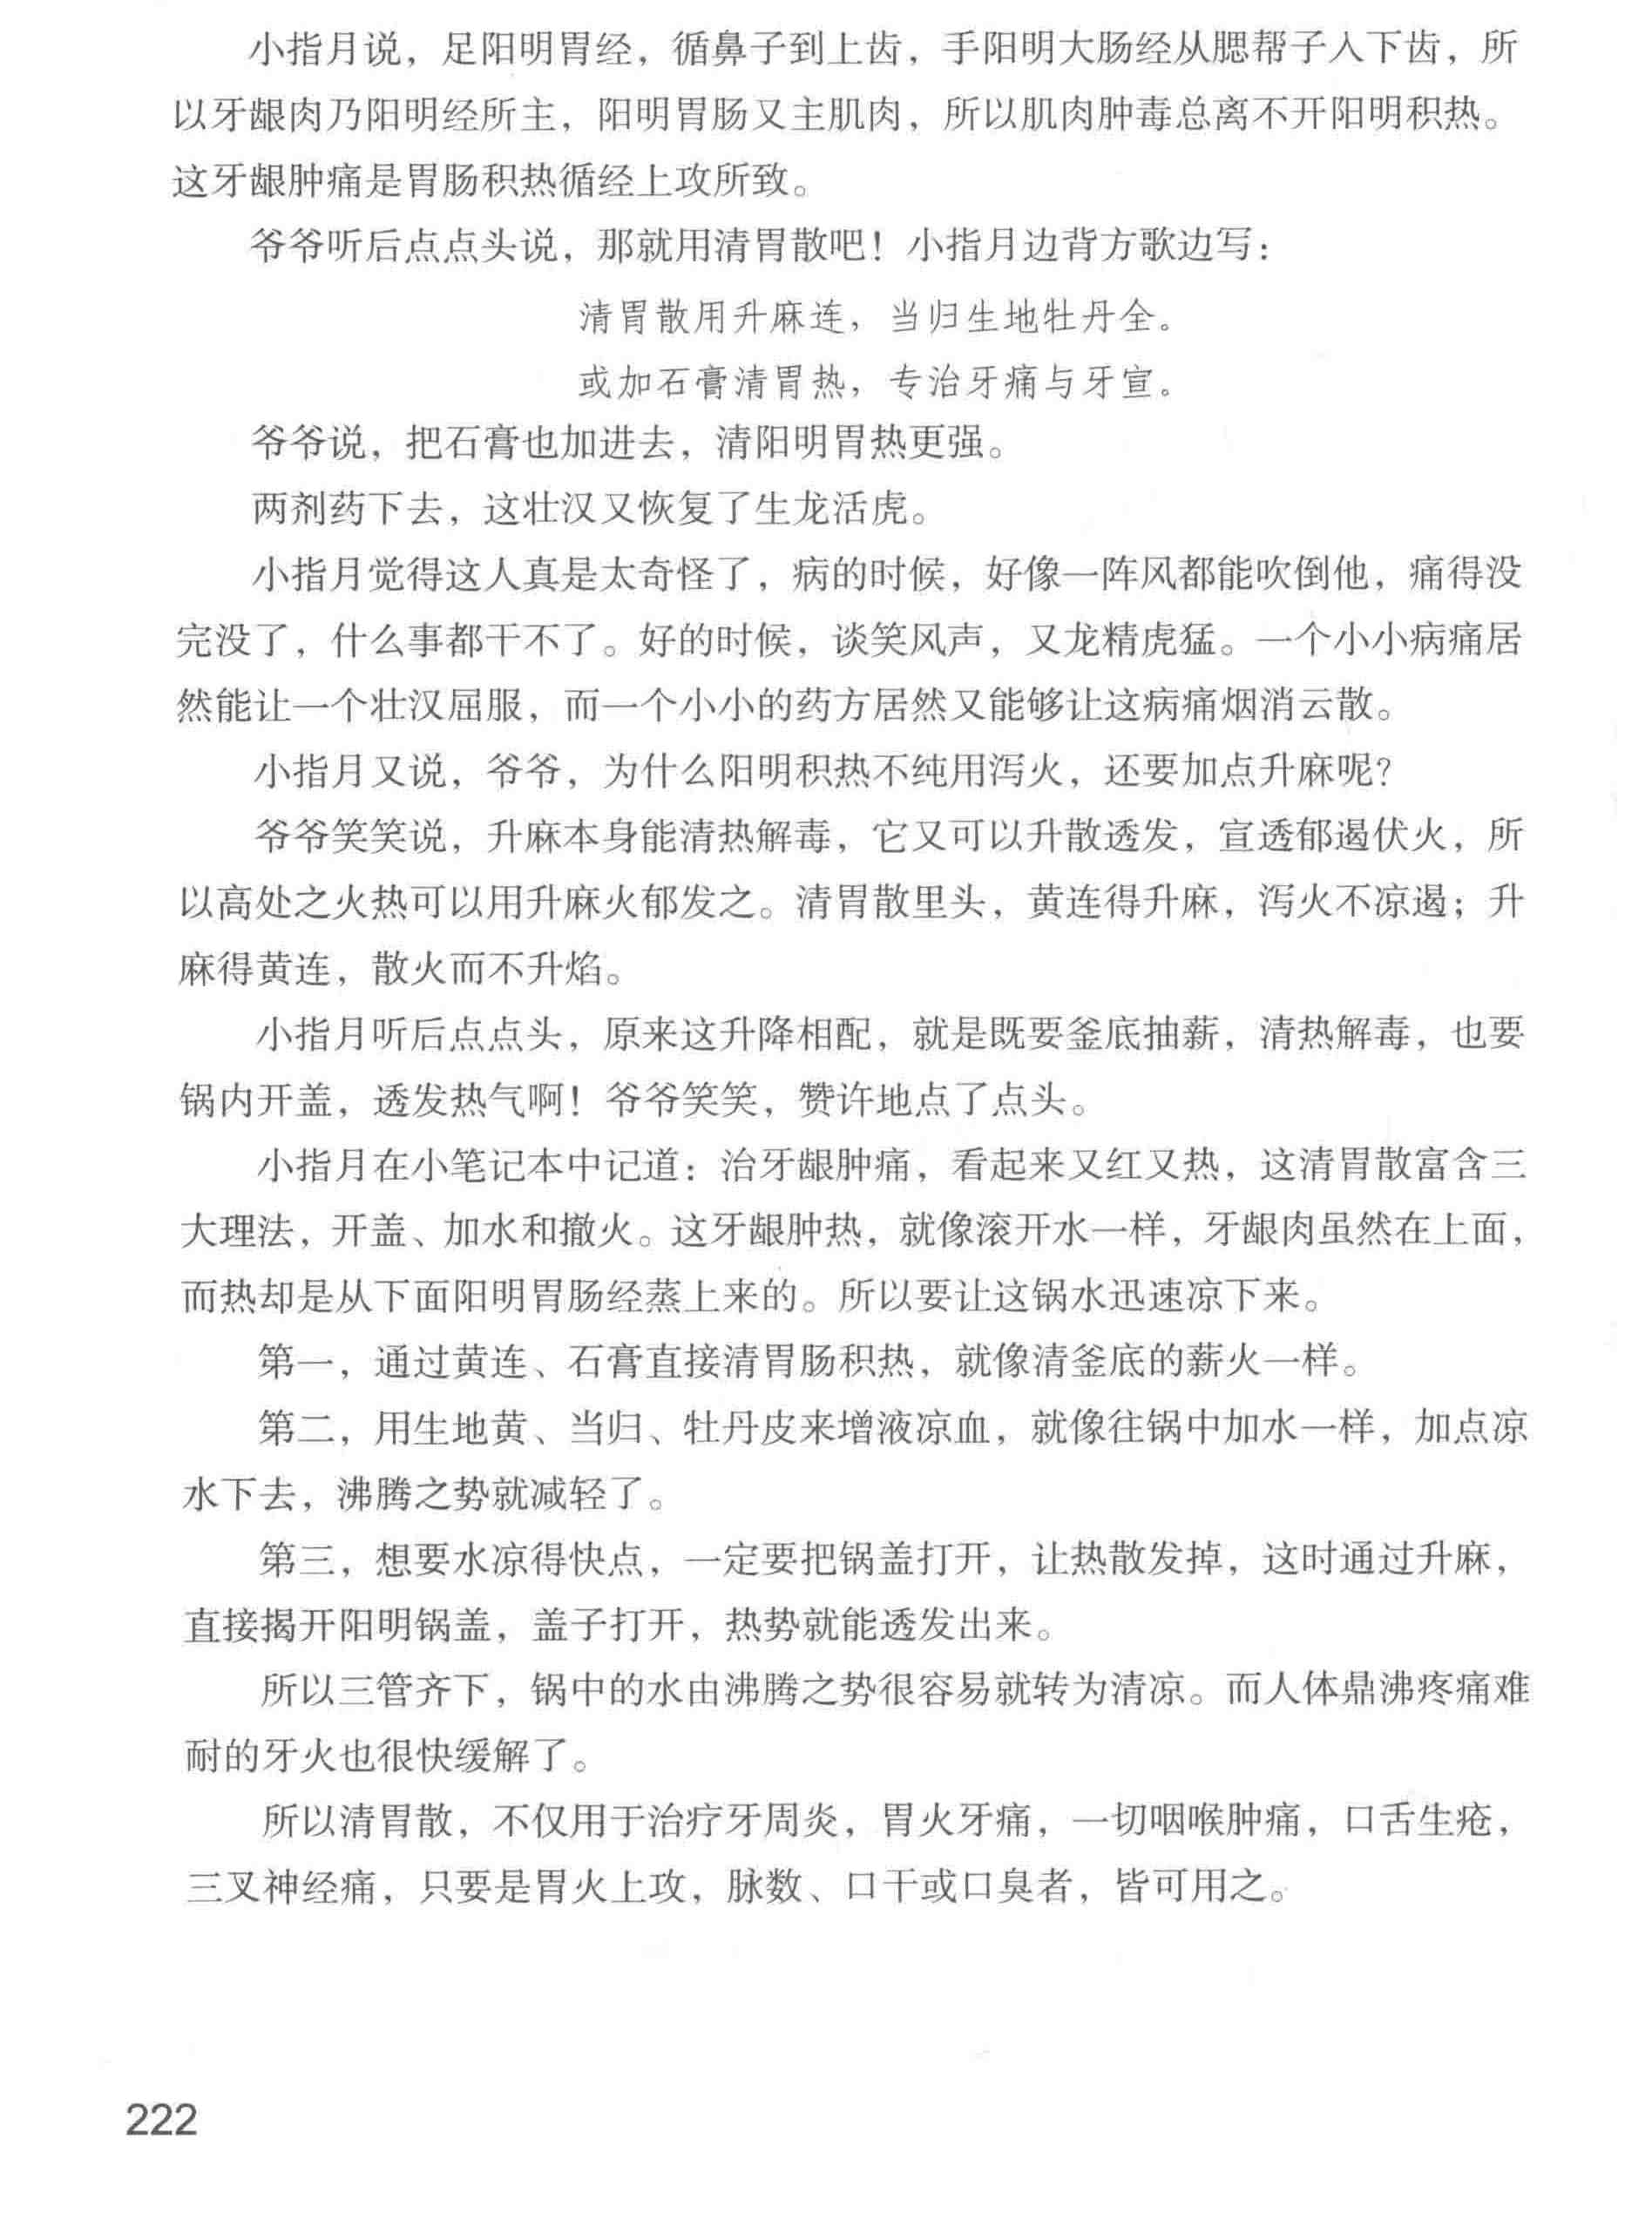 小指月说，足阳明胃经，循鼻子到上齿，手阳明大肠经从腮帮子入下齿，所
以牙龈肉乃阳明经所主，阳明胃肠又主肌肉，所以肌肉肿毒总离不开阳明积热。
这牙龈肿痛是胃肠积热循经上攻所致。
爷爷听后点点头说，那就用清胃散吧！小指月边背方歌边写：
清胃散用升麻连，当归生地牡丹全。
或加石膏清胃热，专治牙痛与牙宣。
爷爷说，把石膏也加进去，清阳明胃热更强。
两剂药下去，这壮汉又恢复了生龙活虎。
小指月觉得这人真是太奇怪了，病的时候，好像一阵风都能吹倒他，痛得没
完没了，什么事都干不了。好的时候，谈笑风声，又龙精虎猛。一个小小病痛居
然能让一个壮汉屈服，而一个小小的药方居然又能够让这病痛烟消云散。
小指月又说，爷爷，为什么阳明积热不纯用泻火，还要加点升麻呢？
爷爷笑笑说，升麻本身能清热解毒，它又可以升散透发，宣透郁遏伏火，所
以高处之火热可以用升麻火郁发之。清胃散里头，黄连得升麻，泻火不凉遏；升
麻得黄连，散火而不升焰。
小指月听后点点头，原来这升降相配，就是既要釜底抽薪，清热解毒，也要
锅内开盖，透发热气啊！爷爷笑笑，赞许地点了点头。
小指月在小笔记本中记道：治牙龈肿痛，看起来又红又热，这清胃散富含三
大理法，开盖、加水和撤火。这牙龈肿热，就像滚开水一样，牙龈肉虽然在上面，
而热却是从下面阳明胃肠经蒸上来的。所以要让这锅水迅速凉下来。
第一，通过黄连、石膏直接清胃肠积热，就像清釜底的薪火一样。
第二，用生地黄、当归、牡丹皮来增液凉血，就像往锅中加水一样，加点凉
水下去，沸腾之势就减轻了。
第三，想要水凉得快点，一定要把锅盖打开，让热散发掉，这时通过升麻，
直接揭开阳明锅盖，盖子打开，热势就能透发出来。
所以三管齐下，锅中的水由沸腾之势很容易就转为清凉。而人体鼎沸疼痛难
耐的牙火也很快缓解了。
所以清胃散，不仅用于治疗牙周炎，胃火牙痛，一切咽喉肿痛，口舌生疮，
三叉神经痛，只要是胃火上攻，脉数、口干或口臭者，皆可用之。
222